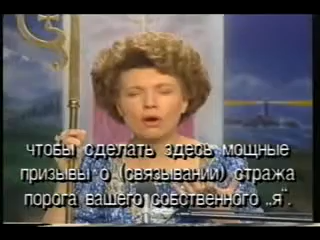 чтобы сделать здесь мощные
призывы о (связывании) стража
порога вашего собственного „я“.